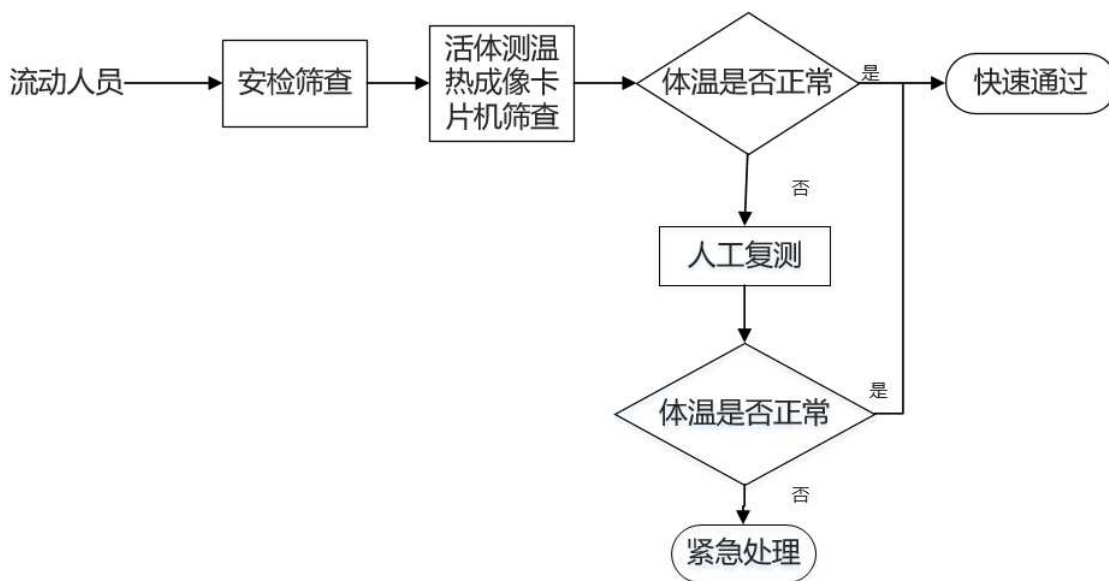 流动人员
安检筛查
活体测温
热成像卡
片机筛查
体温是否正常
是
快速通过
否
人工复测
体温是否正常
是
否
紧急处理